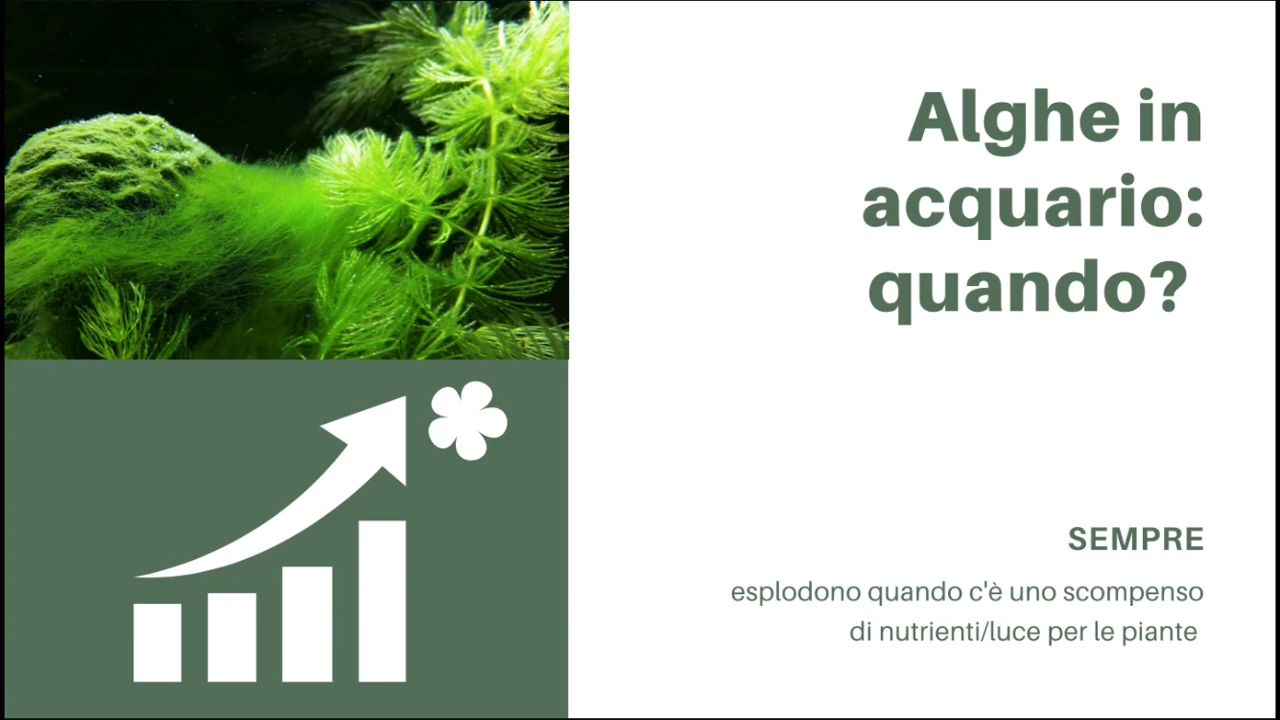 Alghe in
acquario:
quando?
SEMPRE
esplodono quando c'è uno scompenso
di nutrienti/luce per le piante